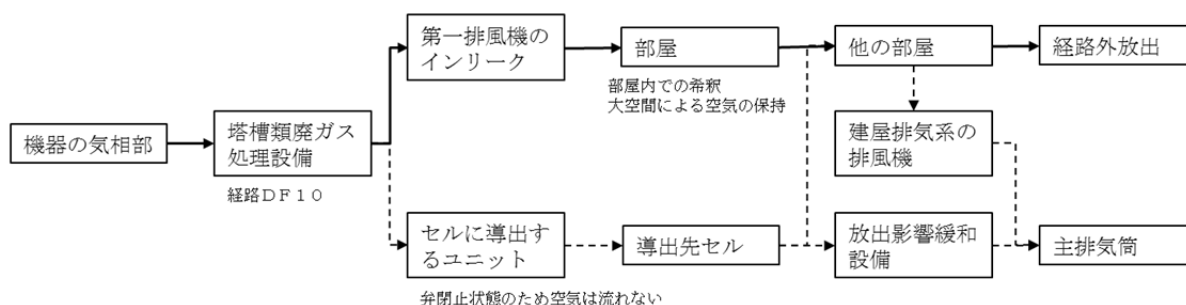 第一排風機の
インリーク
部屋
他の部屋
経路外放出
部屋内での希釈
大空間による空気の保持
機器の気相部
塔槽類廃ガス
処理設備
経路ＤＦ１０
建屋排気系の
排風機
セルに導出す
るユニット
導出先セル
放出影響緩和
設備
主排気筒
弁閉止状態のため空気は流れない